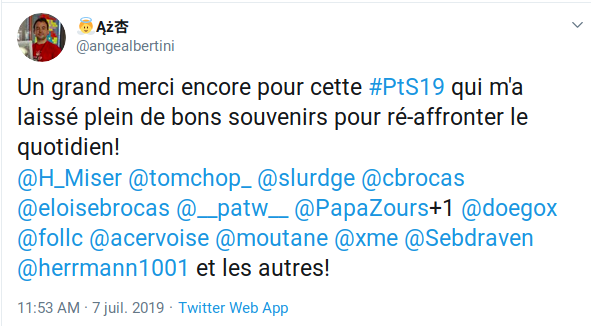 😇Ąż杏
@angealbertini
Un grand merci encore pour cette #PtS19 qui m'a
laissé plein de bons souvenirs pour ré-affronter le
quotidien!
@H_Miser @tomchop_ @slurdge @cbrocas
@eloisebrocas @__patw__ @PapaZours+1 @doegox
@follc @acervoise @moutane @xme @Sebdraven
@herrmann1001 et les autres!
11:53 AM · 7 juil. 2019 · Twitter Web App